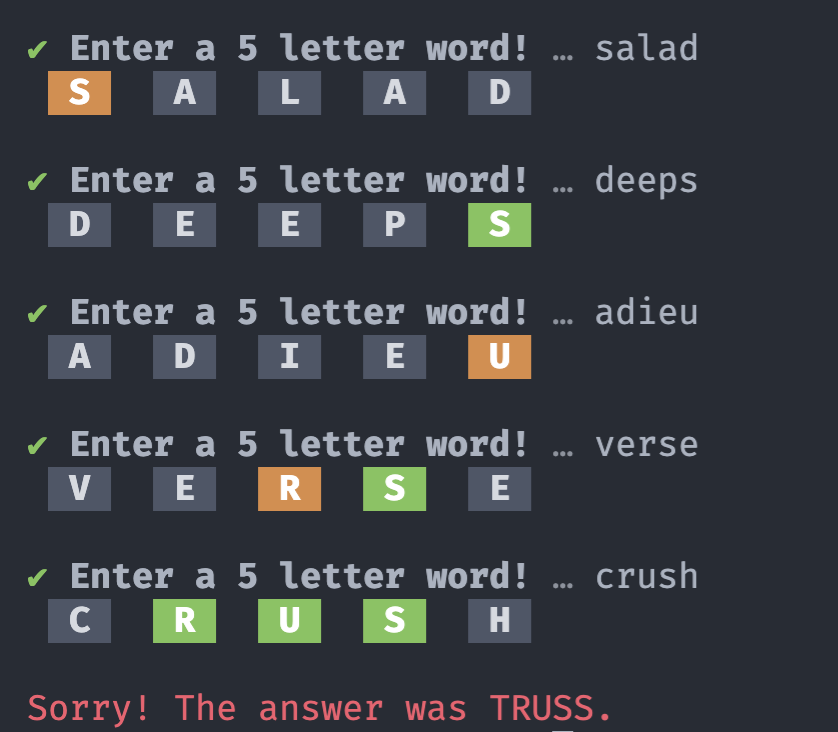 ✔ Enter a 5 letter word! … salad
S A L A D
✔ Enter a 5 letter word! … deeps
D E E P S
✔ Enter a 5 letter word! … adieu
A D I E U
✔ Enter a 5 letter word! … verse
V E R S E
✔ Enter a 5 letter word! … crush
C R U S H
Sorry! The answer was TRUSS.